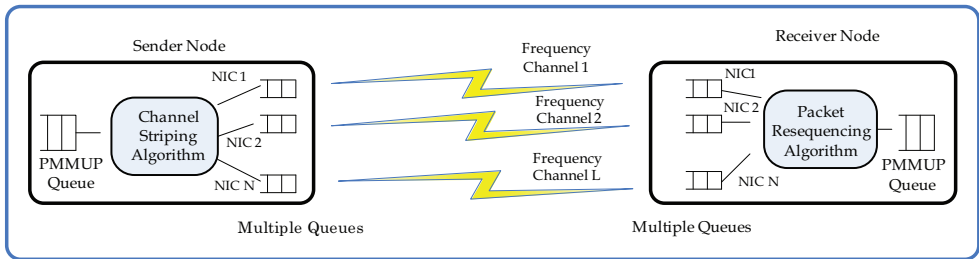 Sender Node
NIC 1
Channel
Striping
Algorithm
NIC 2
PMMUP
Queue
NIC N
Multiple Queues
Frequency
Channel 1
Frequency
Channel 2
Frequency
Channel L
Receiver Node
NIC1
NIC 2
Packet
Resequencing
Algorithm
NIC N
PMMUP
Queue
Multiple Queues